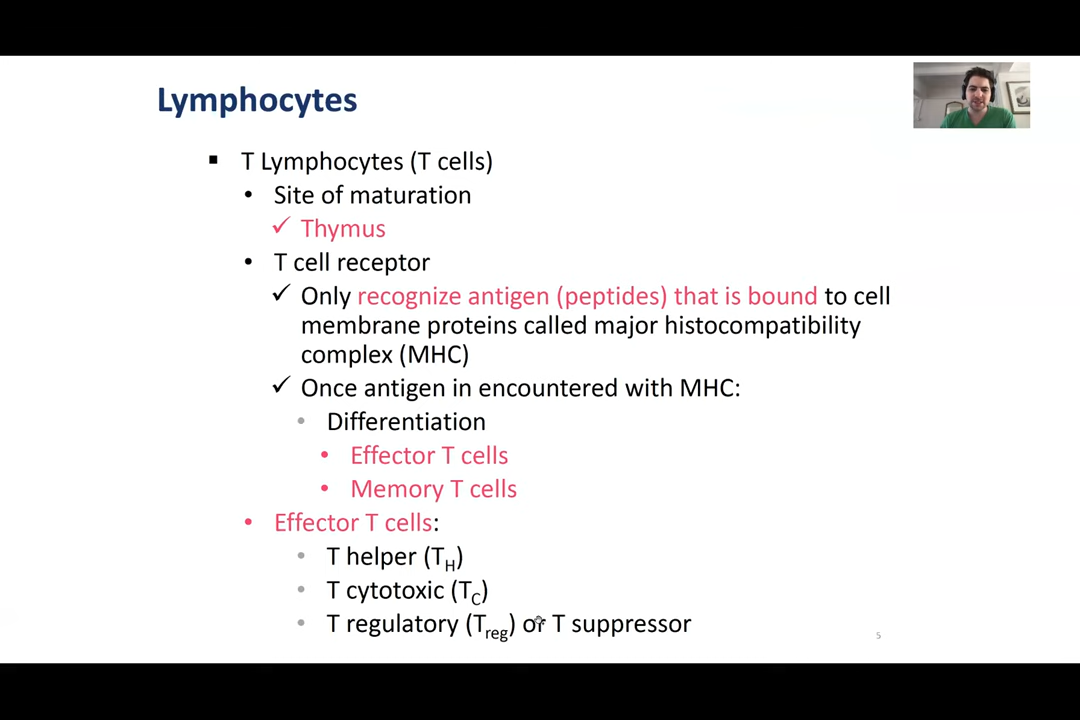 Lymphocytes
T Lymphocytes (T cells)
Site of maturation
Thymus
T cell receptor
Only recognize antigen (peptides) that is bound to cell
membrane proteins called major histocompatibility
complex (MHC)
Once antigen in encountered with MHC:
Differentiation
Effector T cells
Memory T cells
Effector T cells:
T helper (TH)
T cytotoxic (TC)
T regulatory (Treg) or T suppressor
5